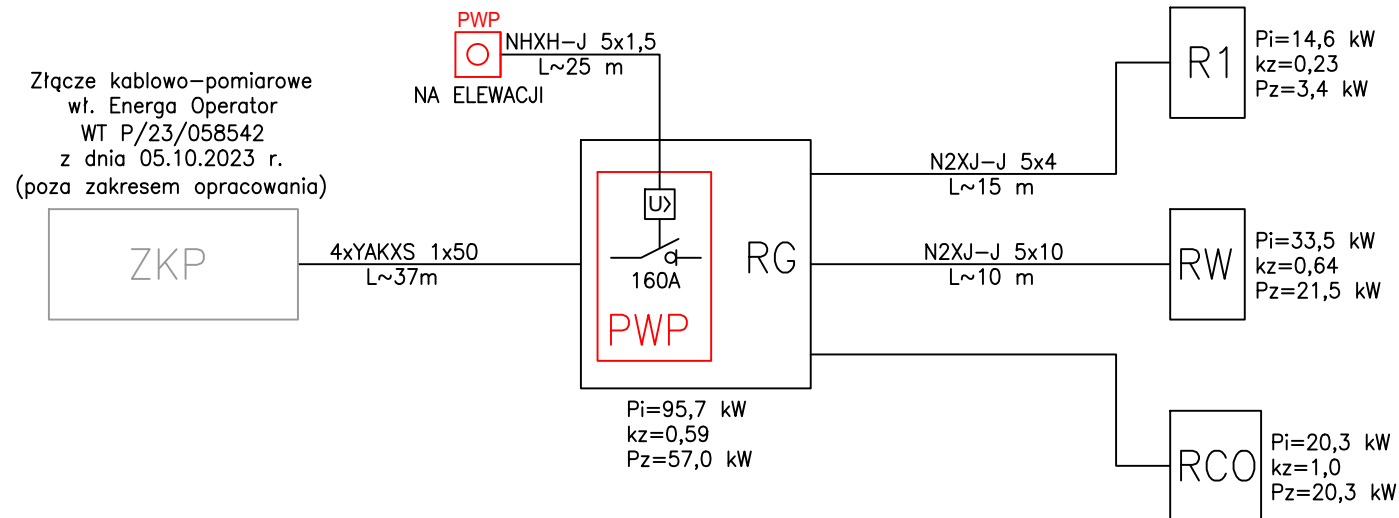 PWP
NHXH-J 5x1,5
L~25 m
NA ELEWACJI
Złącze kablowo-pomiarowe
wł. Energa Operator
WT P/23/058542
z dnia 05.10.2023 r.
(poza zakresem opracowania)
ZKP
4xYAKXS 1x50
L~37m
U>
160A
PWP
RG
Pi=95,7 kW
kz=0,59
Pz=57,0 kW
N2XJ-J 5x4
L~15 m
R1
Pi=14,6 kW
kz=0,23
Pz=3,4 kW
N2XJ-J 5x10
L~10 m
RW
Pi=33,5 kW
kz=0,64
Pz=21,5 kW
RCO
Pi=20,3 kW
kz=1,0
Pz=20,3 kW